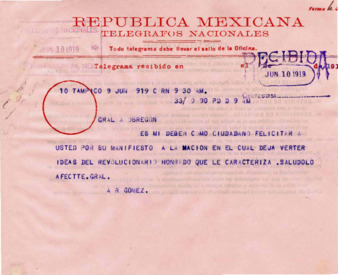 REPUBLICA MEXICANA
TELEGRAFOS NACIONALES
Todo telegrama debe llevar el sello de la Oficina.
Telegrama recibido en
RECIBIDA
JUN 10 1919
JUN 10 1919
10 TAMPICO 9 JUN 919 C RN 9 30 AM.
33/ 0 90 PD D 9 AM
GRAL A OBREGON
ES MI DEBER COMO CIUDADANO FELICITAR A
USTED POR SU MANIFIESTO A LA NACION EN EL CUAL DEJA VERTER
IDEAS DEL REVOLUCIONARIO HONRADO QUE LE CARACTERIZA .SALUDOLO
AFECTTE.GRAL.
A R GOMEZ.